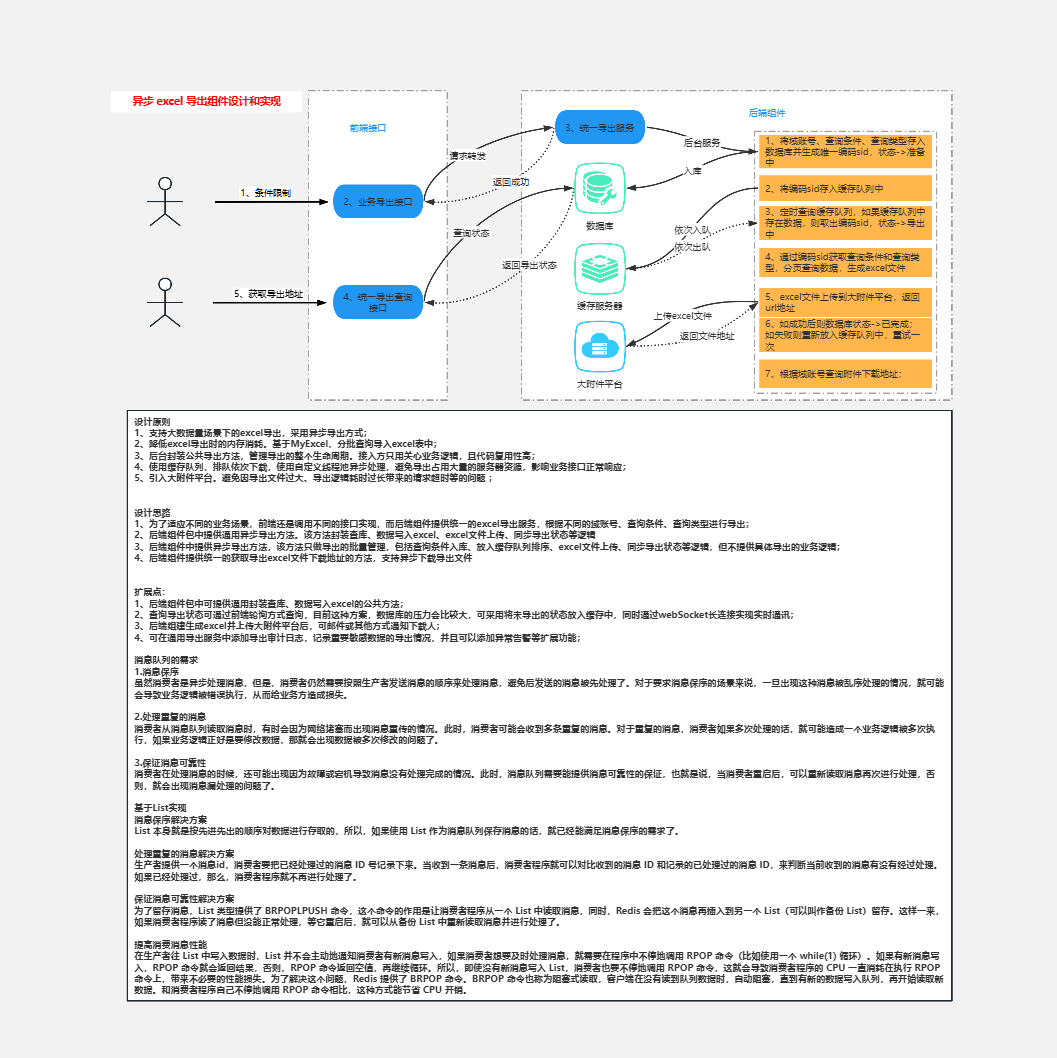 异步 excel 导出组件设计和实现
前端接口
后端组件
3、统一导出服务
后台服务
1、将域账号、查询条件、查询类型存入
数据库并生成唯一编码sid，状态->准备
中
请求转发
返回成功
入库
1、条件限制
2、业务导出接口
2、将编码sid存入缓存队列中
数据库
查询状态
依次入队
依次出队
3、定时查询缓存队列，如果缓存队列中
存在数据，则取出编码sid，状态->导出
中
返回导出状态
4、通过编码sid获取查询条件和查询类
型，分页查询数据，生成excel文件
缓存服务器
5、获取导出地址
4、统一导出查询
接口
上传excel文件
返回文件地址
5、excel文件上传到大附件平台，返回
url地址
6、如成功后则数据库状态->已完成；
如失败则重新放入缓存队列中，重试一
次
大附件平台
7、根据域账号查询附件下载地址；
设计原则
1、支持大数据量场景下的excel导出，采用异步导出方式；
2、降低excel导出时的内存消耗。基于MyExcel，分批查询导入excel表中；
3、后台封装公共导出方法，管理导出的整个生命周期。接入方只用关心业务逻辑，且代码复用性高；
4、使用缓存队列，排队依次下载，使用自定义线程池异步处理，避免导出占用大量的服务器资源，影响业务接口正常响应；
5、引入大附件平台。避免因导出文件过大、导出逻辑耗时过长带来的请求超时等的问题；
设计思路
1、为了适应不同的业务场景，前端还是调用不同的接口实现，而后端组件提供统一的excel导出服务，根据不同的域账号、查询条件、查询类型进行导出；
2、后端组件包中提供通用异步导出方法。该方法封装查库、数据写入excel、excel文件上传、同步导出状态等逻辑
3、后端组件中提供异步导出方法，该方法只做导出的批量管理，包括查询条件入库、放入缓存队列排序、excel文件上传、同步导出状态等逻辑，但不提供具体导出的业务逻辑；
4、后端组件提供统一的获取导出excel文件下载地址的方法，支持异步下载导出文件
扩展点：
1、后端组件包中可提供通用封装查库、数据写入excel的公共方法；
2、查询导出状态可通过前端轮询方式查询，目前这种方案，数据库的压力会比较大，可采用将未导出的状态放入缓存中，同时通过webSocket长连接实现实时通讯；
3、后端组建生成excel并上传大附件平台后，可邮件或其他方式通知下载人；
4、可在通用导出服务中添加导出审计日志，记录重要敏感数据的导出情况，并且可以添加异常告警等扩展功能；
消息队列的需求
1.消息保序
虽然消费者是异步处理消息，但是，消费者仍然需要按照生产者发送消息的顺序来处理消息，避免后发送的消息被先处理了。对于要求消息保序的场景来说，一旦出现这种消息被乱序处理的情况，就可能
会导致业务逻辑被错误执行，从而给业务方造成损失。
2.处理重复的消息
消费者从消息队列读取消息时，有时会因为网络堵塞而出现消息重传的情况。此时，消费者可能会收到多条重复的消息。对于重复的消息，消费者如果多次处理的话，就可能造成一个业务逻辑被多次执
行，如果业务逻辑正好是要修改数据，那就会出现数据被多次修改的问题了。
3.保证消息可靠性
消费者在处理消息的时候，还可能出现因为故障或宕机导致消息没有处理完成的情况。此时，消息队列需要能提供消息可靠性的保证，也就是说，当消费者重启后，可以重新读取消息再次进行处理，否
则，就会出现消息漏处理的问题了。
基于List实现
消息保序解决方案
List 本身就是按先进先出的顺序对数据进行存取的，所以，如果使用 List 作为消息队列保存消息的话，就已经能满足消息保序的需求了。
处理重复的消息解决方案
生产者提供一个消息id，消费者要把已经处理过的消息 ID 号记录下来。当收到一条消息后，消费者程序就可以对比收到的消息 ID 和记录的已处理过的消息 ID，来判断当前收到的消息有没有经过处理。
如果已经处理过，那么，消费者程序就不再进行处理了。
保证消息可靠性解决方案
为了留存消息，List 类型提供了 BRPOPLPUSH 命令，这个命令的作用是让消费者程序从一个 List 中读取消息，同时，Redis 会把这个消息再插入到另一个 List（可以叫作备份 List）留存。这样一来，
如果消费者程序读了消息但没能正常处理，等它重启后，就可以从备份 List 中重新读取消息并进行处理了。
提高消费消息性能
在生产者往 List 中写入数据时，List 并不会主动地通知消费者有新消息写入，如果消费者想要及时处理消息，就需要在程序中不停地调用 RPOP 命令（比如使用一个 while(1) 循环）。如果有新消息写
入，RPOP 命令就会返回结果，否则，RPOP 命令返回空值，再继续循环。所以，即使没有新消息写入 List，消费者也要不停地调用 RPOP 命令，这就会导致消费者程序的 CPU 一直消耗在执行 RPOP
命令上，带来不必要的性能损失。为了解决这个问题，Redis 提供了 BRPOP 命令。BRPOP 命令也称为阻塞式读取，客户端在没有读到队列数据时，自动阻塞，直到有新的数据写入队列，再开始读取新
数据。和消费者程序自己不停地调用 RPOP 命令相比，这种方式能节省 CPU 开销。